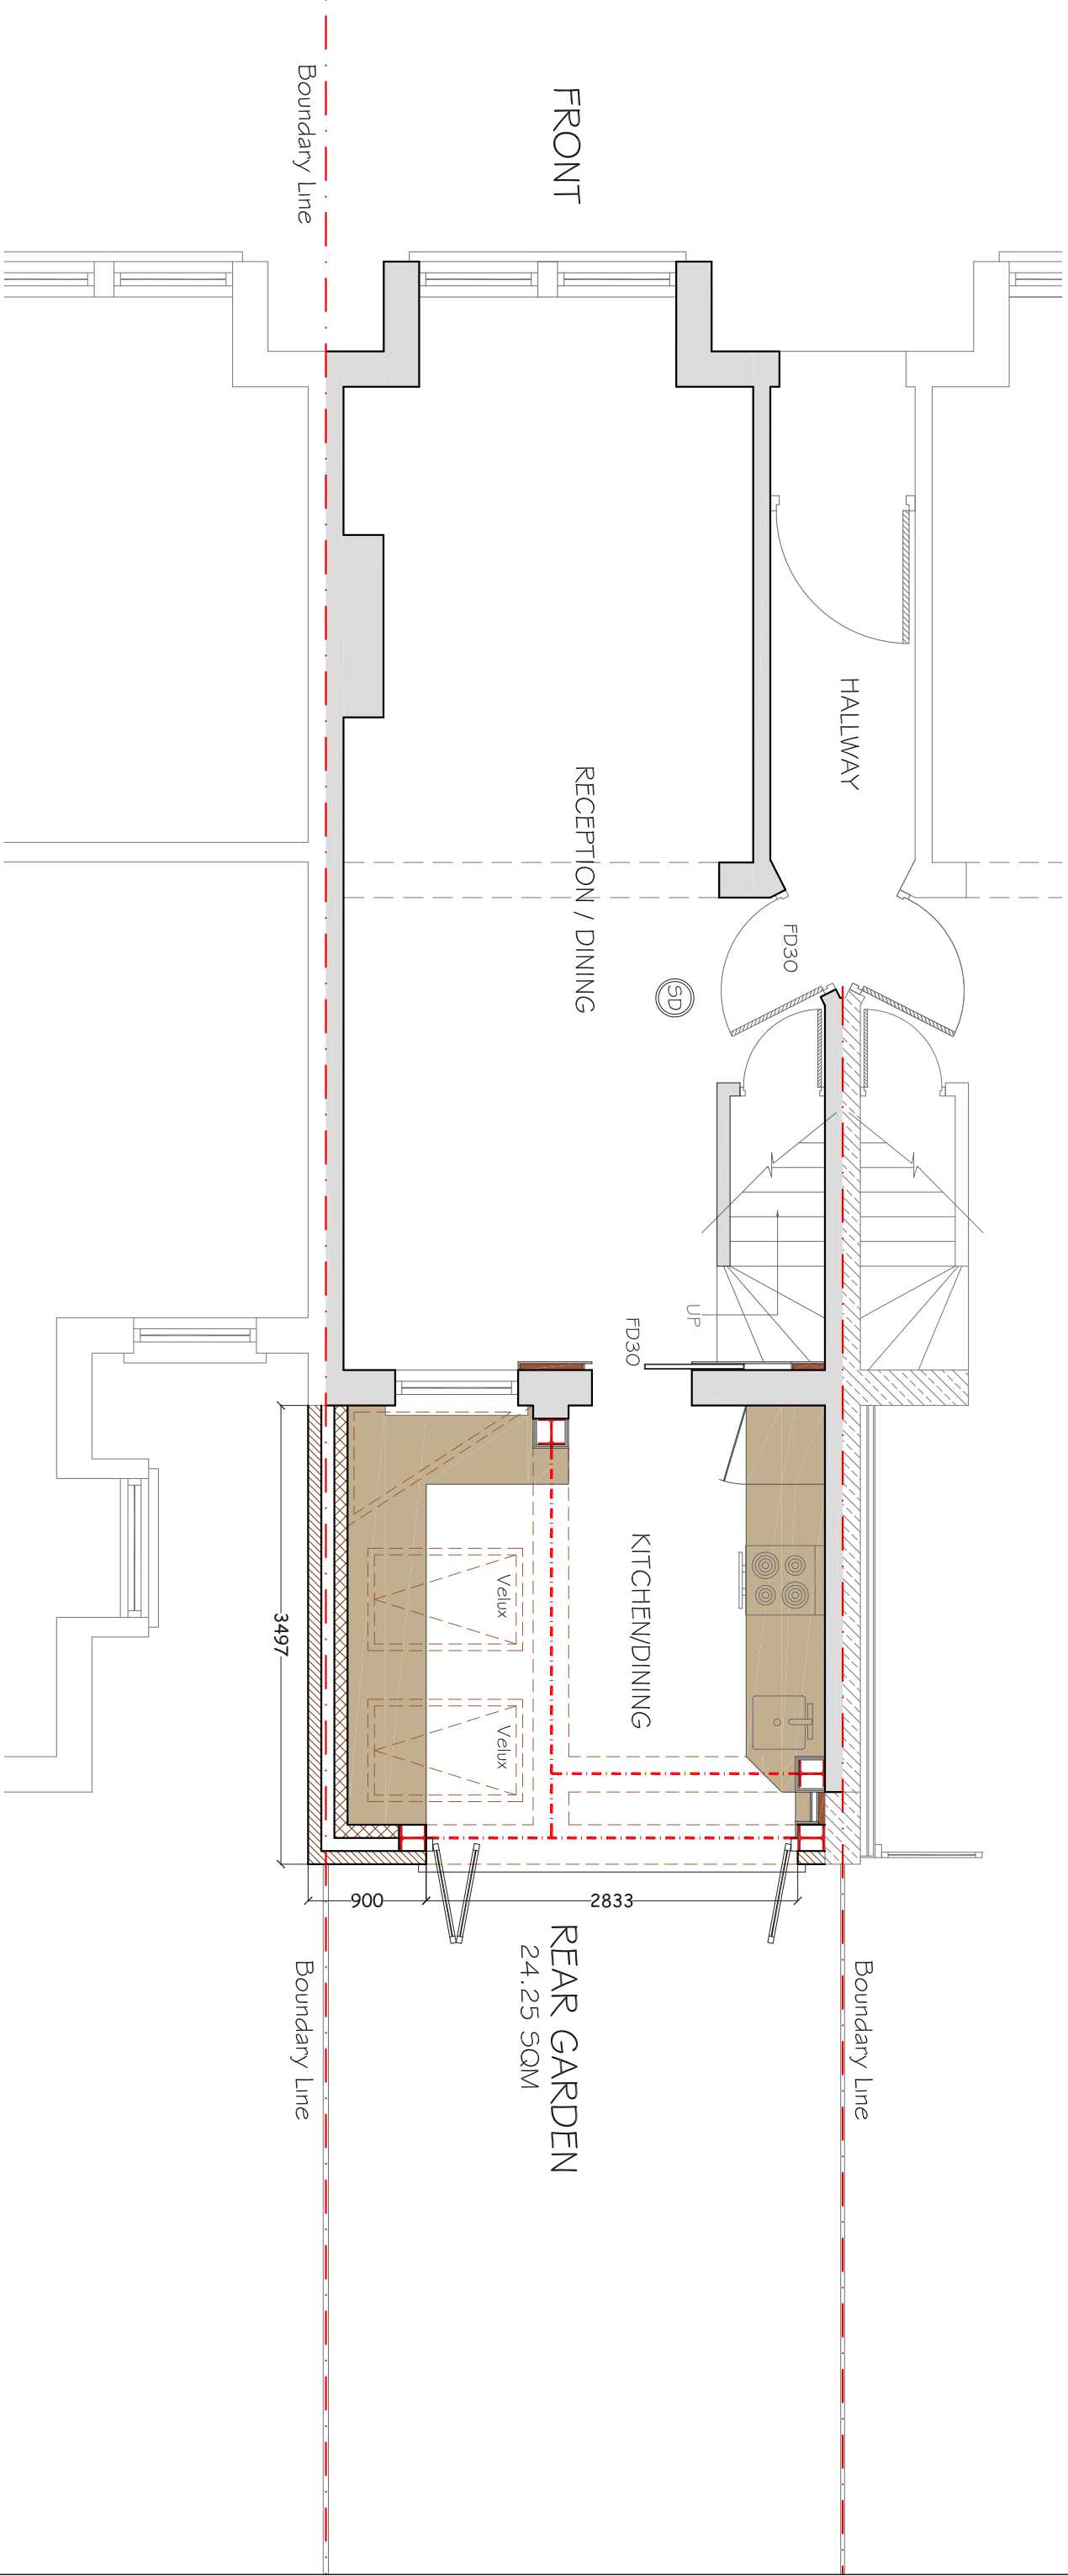 FRONT
Boundary Line
HALLWAY
RECEPTION / DINING
FD30
SD
UP
FD30
KITCHEN/DINING
Velux
Velux
3497
900
2833
REAR GARDEN
24.25 SQM
Boundary Line
Boundary Line